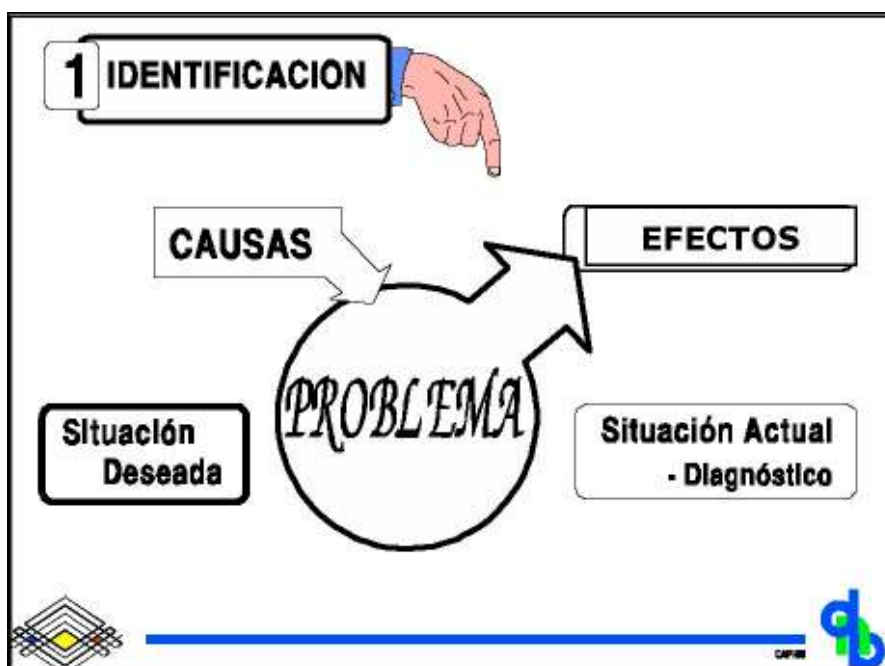 1 IDENTIFICACION
CAUSAS
EFECTOS
PROBLEMA
Situación
Deseada
Situación Actual
- Diagnóstico